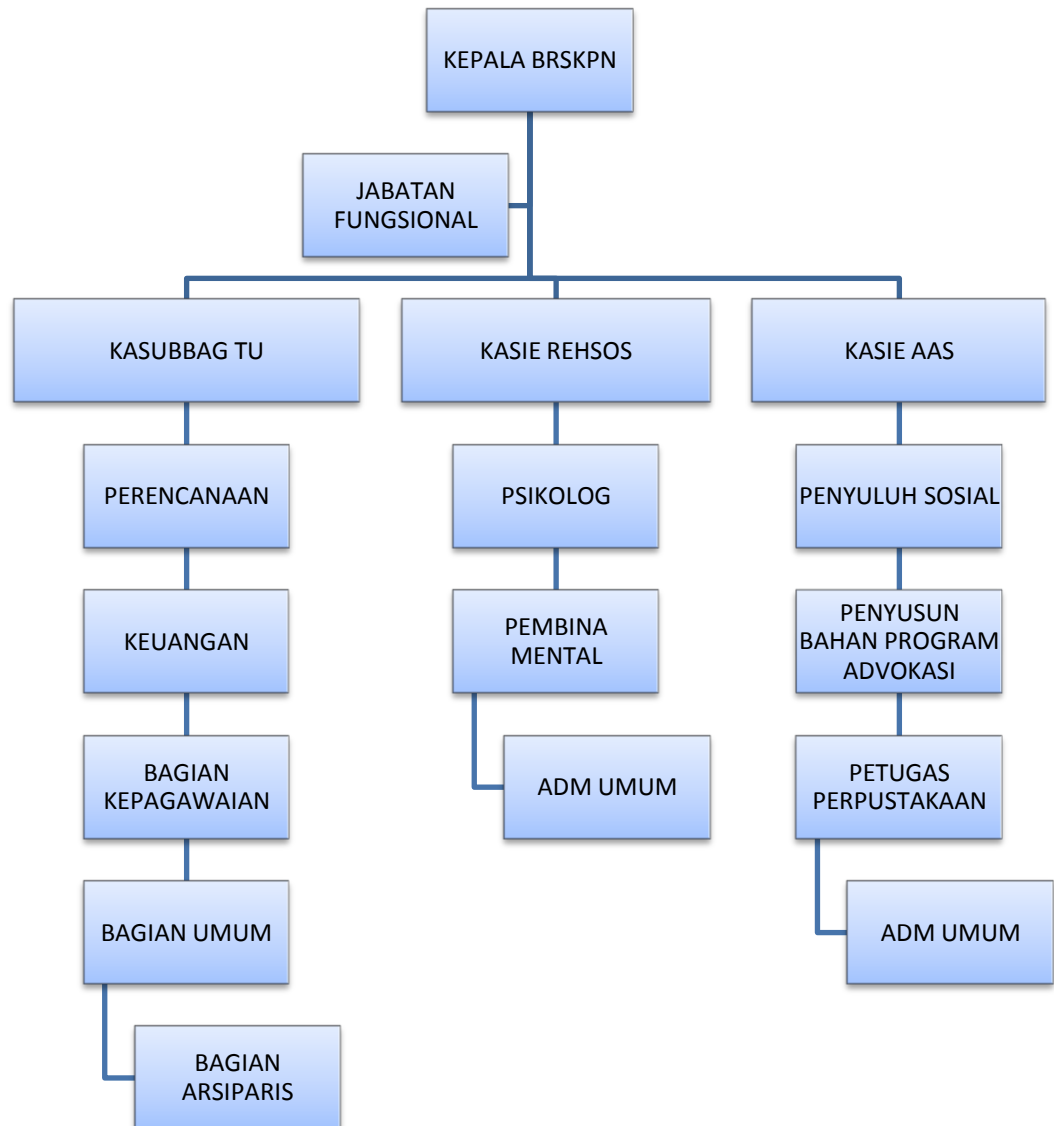 KEPALA BRSKPN
JABATAN
FUNGSIONAL
KASUBBAG TU
KASIE REHSOS
KASIE AAS
PERENCANAAN
PSIKOLOG
PENYULUH SOSIAL
KEUANGAN
PEMBINA
MENTAL
PENYUSUN
BAHAN PROGRAM
ADVOKASI
BAGIAN
KEPAGAWAIAN
ADM UMUM
PETUGAS
PERPUSTAKAAN
BAGIAN UMUM
ADM UMUM
BAGIAN
ARSIPARIS